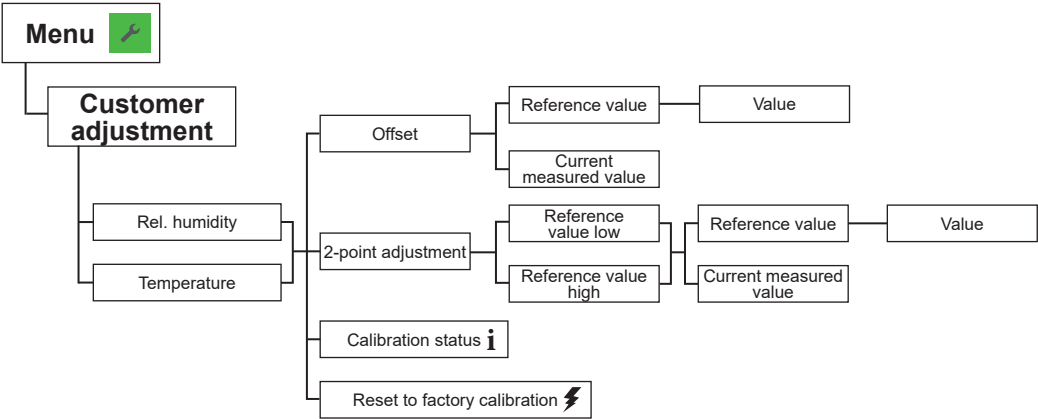 Menu
Customer
adjustment
Rel. humidity
Temperature
Offset
Reference value
Value
Current
measured value
2-point adjustment
Reference
value low
Reference value
high
Reference value
Value
Current measured
value
Calibration status i
Reset to factory calibration